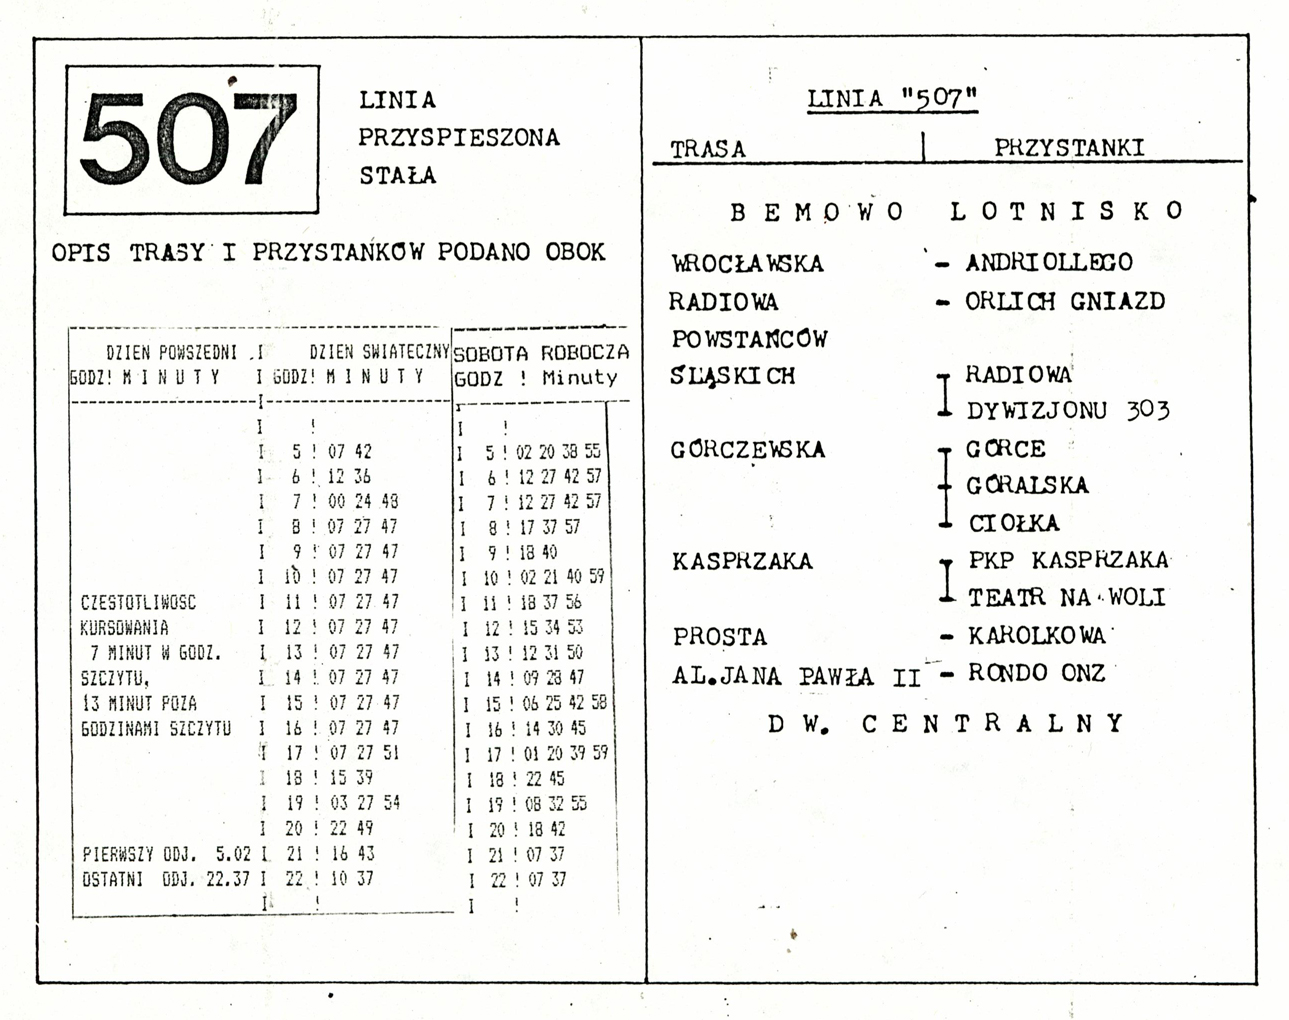 507
LINIA
PRZYSPIESZONA
STAŁA
OPIS TRASY I PRZYSTAŃKÓW PODANO OBOK
DZIEN POWSZEDNI I DZIEN SWIATECZNY SOBOTA ROBOCZA
GODZ! M I N U T Y I GODZ! M I N U T Y GODZ ! Minuty
I
I ! I !
I 5 ! 07 42 I 5 ! 02 20 38 55
I 6 ! 12 36 I 6 ! 12 27 42 57
I 7 ! 00 24 48 I 7 ! 12 27 42 57
I 8 ! 07 27 47 I 8 ! 17 37 57
I 9 ! 07 27 47 I 9 ! 18 40
I 10 ! 07 27 47 I 10 ! 02 21 40 59
CZESTOTLIWOSC I 11 ! 07 27 47 I 11 ! 18 37 56
KURSOWANIA I 12 ! 07 27 47 I 12 ! 15 34 53
7 MINUT W GODZ. I 13 ! 07 27 47 I 13 ! 12 31 50
SZCZYTU, I 14 ! 07 27 47 I 14 ! 09 28 47
13 MINUT POZA I 15 ! 07 27 47 I 15 ! 06 25 42 58
GODZINAMI SZCZYTU I 16 ! 07 27 47 I 16 ! 14 30 45
I 17 ! 07 27 51 I 17 ! 01 20 39 59
I 18 ! 15 39 I 18 ! 22 45
I 19 ! 03 27 54 I 19 ! 08 32 55
I 20 ! 22 49 I 20 ! 18 42
PIERWSZY ODJ. 5.02 I 21 ! 16 43 I 21 ! 07 37
OSTATNI ODJ. 22.37 I 22 ! 10 37 I 22 ! 07 37
I ! I !
LINIA "507"
TRASA | PRZYSTANKI
B E M O W O L O T N I S K O
WROCŁAWSKA - ANDRIOLLEGO
RADIOWA - ORLICH GNIAZD
POWSTAŃCÓW
ŚLĄSKICH RADIOWA
DYWIZJONU 303
GÓRCZEWSKA GÓRCE
GÓRALSKA
CIOŁKA
KASPRZAKA PKP KASPRZAKA
TEATR NA WOLI
PROSTA - KAROLKOWA
AL.JANA PAWŁA II - RONDO ONZ
D W. C E N T R A L N Y